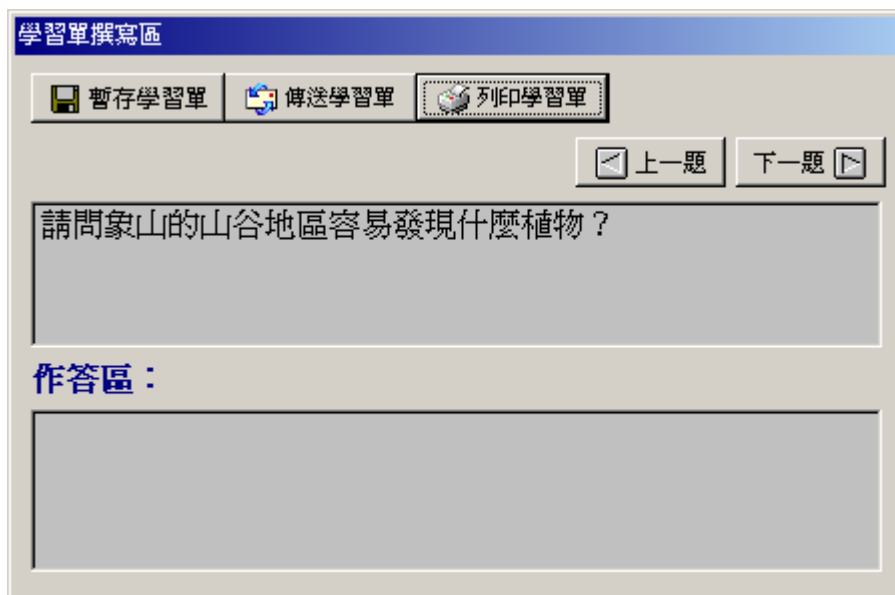 學習單撰寫區
暫存學習單 傳送學習單 列印學習單
上一題 下一題
請問象山的山谷地區容易發現什麼植物？
作答區：